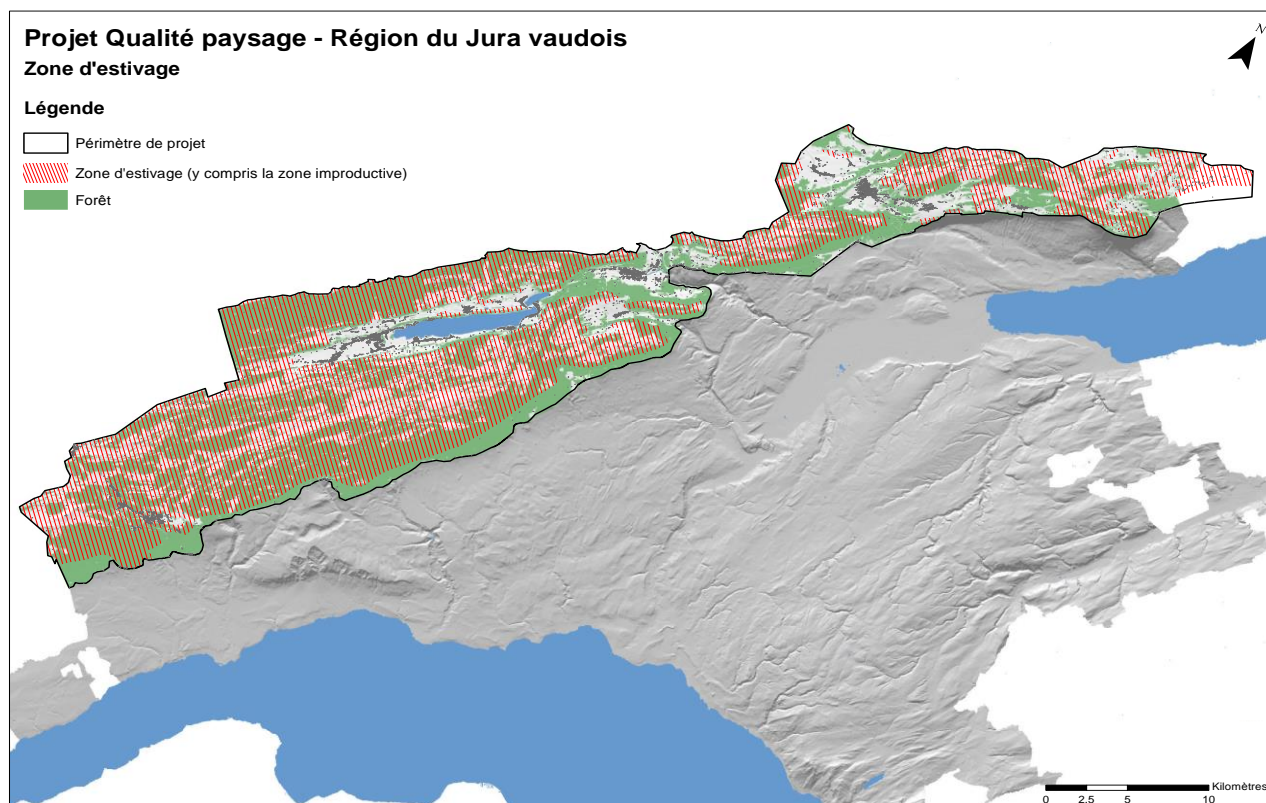 Projet Qualité paysage - Région du Jura vaudois
Zone d'estivage
Légende
Périmètre de projet
Zone d'estivage (y compris la zone improductive)
Forêt
N
Kilomètres
0 2.5 5 10